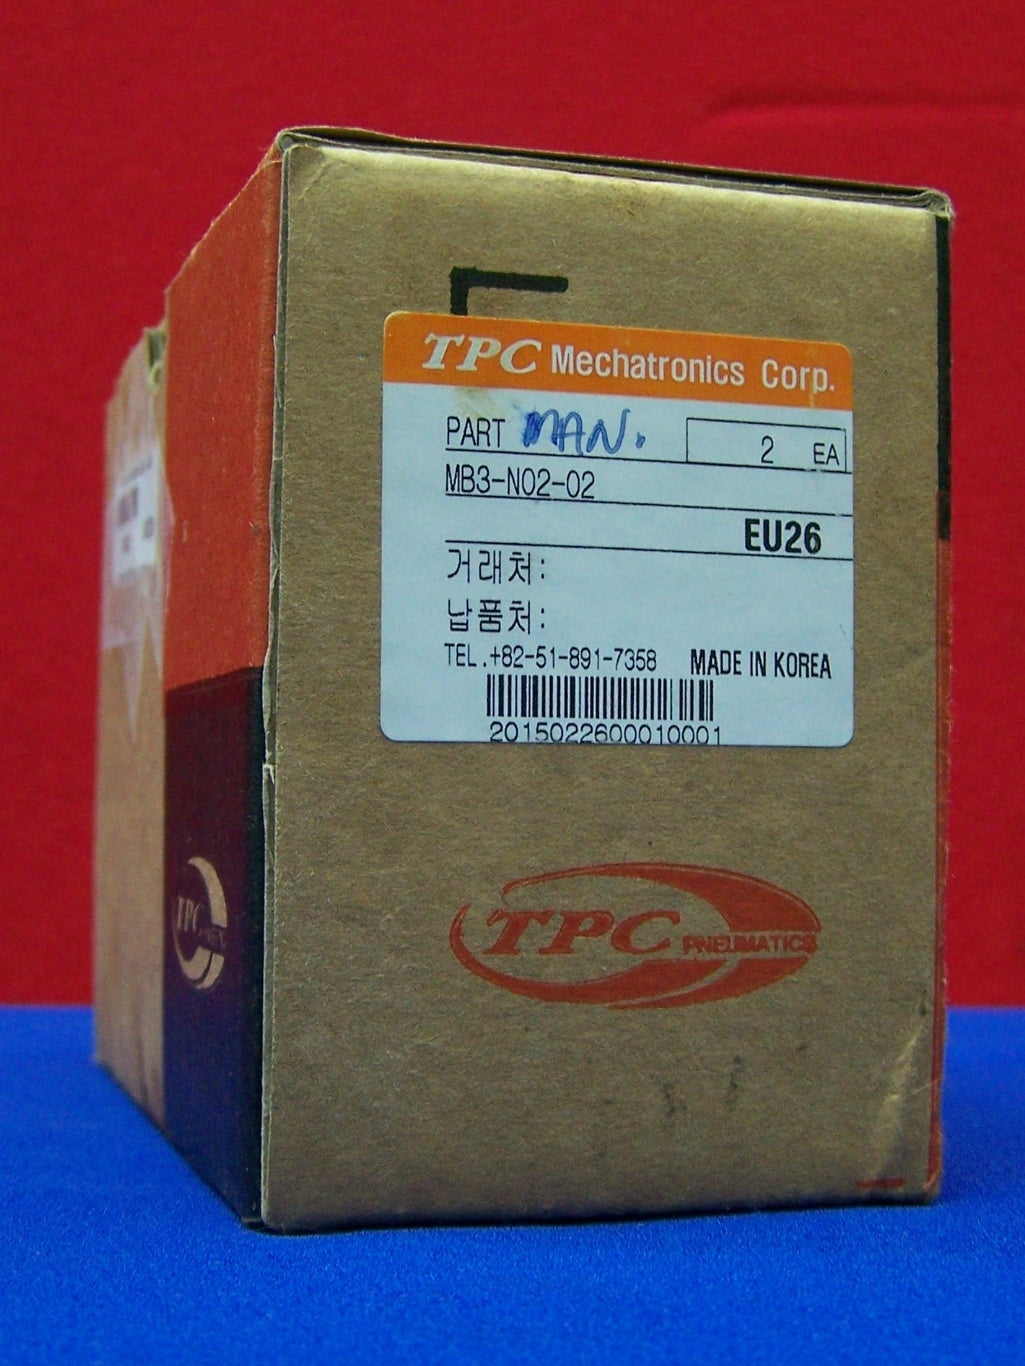 TPC Mechatronics Corp.
PART MAN.
2 EA
MB3-N02-02
EU26
거래처:
납품처:
TEL.+82-51-891-7358 MADE IN KOREA
2015022600010001
TPC PNEUMATICS
TPC